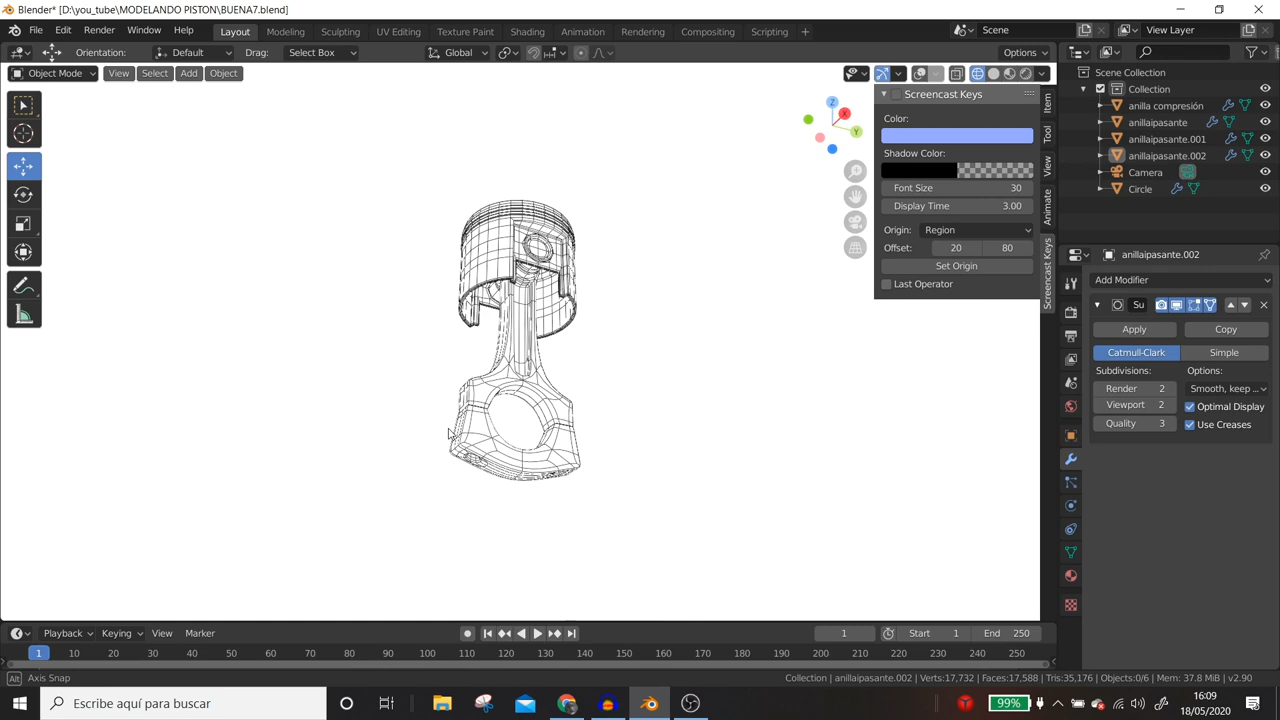 Blender* [D:\you_tube\MODELANDO PISTON\BUENA7.blend]
File Edit Render Window Help Layout Modeling Sculpting UV Editing Texture Paint Shading Animation Rendering Compositing Scripting + Scene View Layer
Orientation: Default Drag: Select Box Global Options
Object Mode View Select Add Object
Scene Collection
Collection
anilla compresión
anillaipasante
anillaipasante.001
anillaipasante.002
Camera
Circle
Screencast Keys
Color:
Shadow Color:
Font Size 30
Display Time 3.00
Origin: Region
Offset: 20 80
Set Origin
Last Operator
Item
Tool
View
Animate
Screencast Keys
Z
X
Y
anillaipasante.002
Add Modifier
Su
Apply Copy
Catmull-Clark Simple
Subdivisions: Options:
Render 2 Smooth, keep ...
Viewport 2 Optimal Display
Quality 3 Use Creases
Playback Keying View Marker 1 Start 1 End 250
1 10 20 30 40 50 60 70 80 90 100 110 120 130 140 150 160 170 180 190 200 210 220 230 240 250
Alt Axis Snap Collection | anillaipasante.002 | Verts:17,732 | Faces:17,588 | Tris:35,176 | Objects:0/6 | Mem: 37.8 MiB | v2.90
Escribe aquí para buscar 99% 16:09
18/05/2020